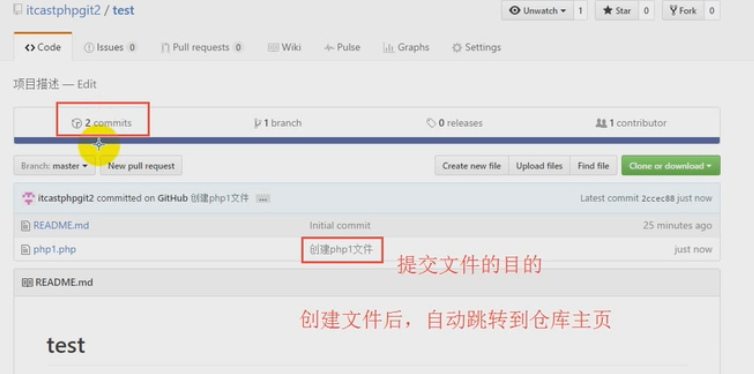 itcastphpgit2 / test
Unwatch 1 Star 0 Fork 0
Code Issues 0 Pull requests 0 Wiki Pulse Graphs Settings
项目描述 — Edit
2 commits 1 branch 0 releases 1 contributor
Branch: master New pull request Create new file Upload files Find file Clone or download
itcastphpgit2 committed on GitHub 创建php1文件 ... Latest commit 2ccec88 just now
README.md Initial commit 25 minutes ago
php1.php 创建php1文件 just now
提交文件的目的
README.md
创建文件后，自动跳转到仓库主页
test